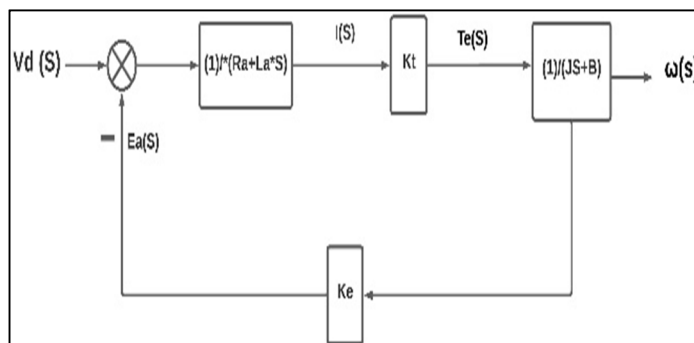 Vd (S)
(1)/*(Ra+La*S)
I(S)
Kt
Te(S)
(1)/(JS+B)
ω(s)
Ea(S)
Ke